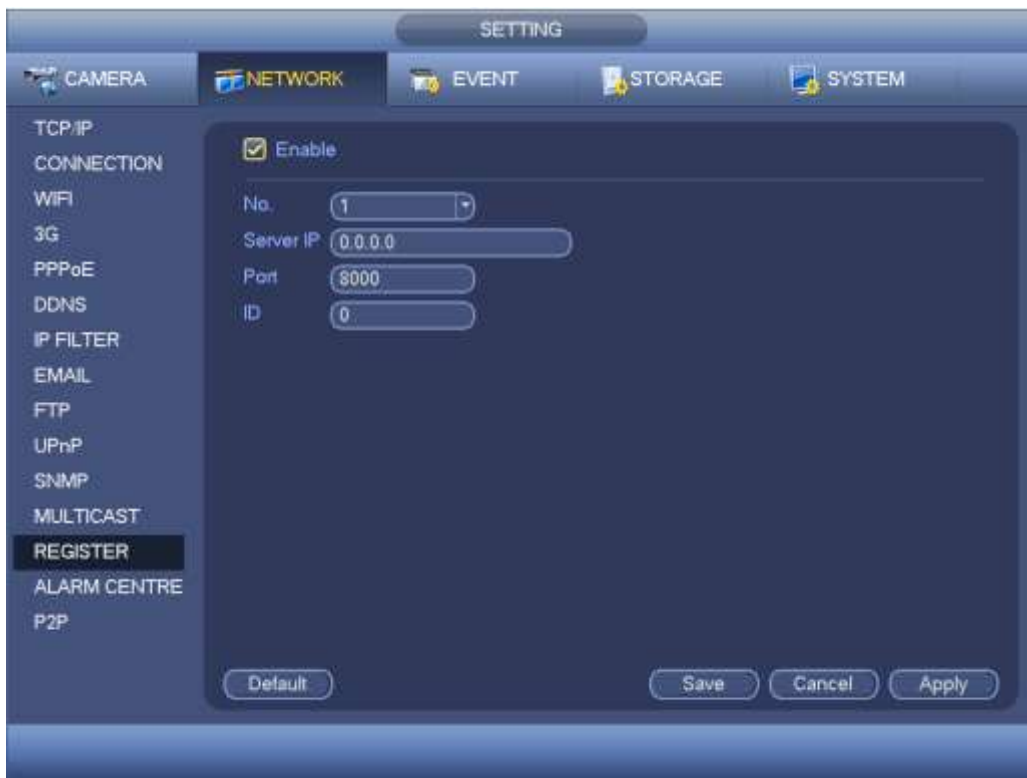 SETTING
CAMERA NETWORK EVENT STORAGE SYSTEM
TCP/IP
CONNECTION
WIFI
3G
PPPoE
DDNS
IP FILTER
EMAIL
FTP
UPnP
SNMP
MULTICAST
REGISTER
ALARM CENTRE
P2P
Enable
No. 1
Server IP 0.0.0.0
Port 8000
ID 0
Default Save Cancel Apply